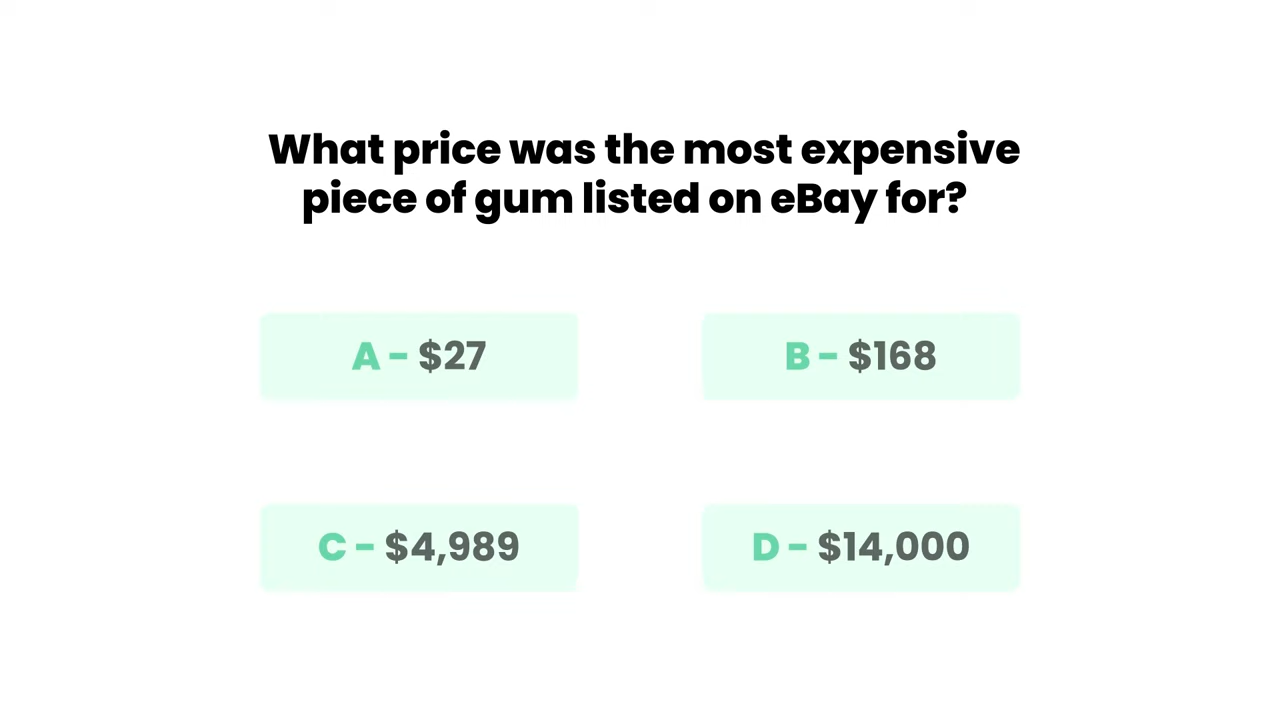 What price was the most expensive
piece of gum listed on eBay for?
A - $27
B - $168
C - $4,989
D - $14,000